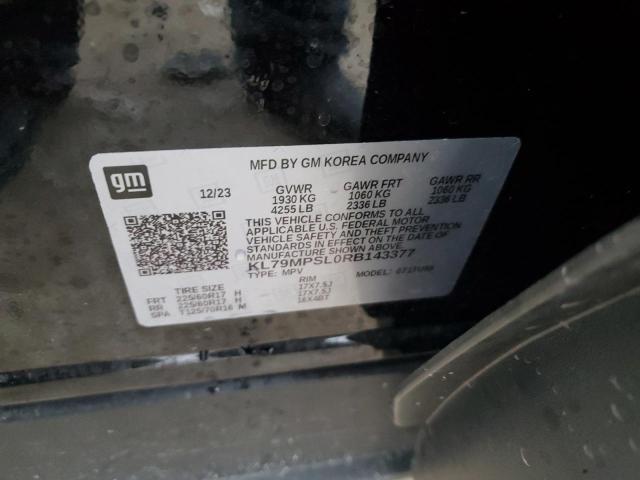 gm
MFD BY GM KOREA COMPANY
12/23 GVWR GAWR FRT GAWR RR
1930 KG 1060 KG 1060 KG
4255 LB 2336 LB 2336 LB
THIS VEHICLE CONFORMS TO ALL
APPLICABLE U.S. FEDERAL MOTOR
VEHICLE SAFETY AND THEFT PREVENTION
STANDARDS IN EFFECT ON THE DATE OF
MANUFACTURE SHOWN ABOVE.
KL79MPSL0RB143377
TYPE: MPV MODEL:
TIRE SIZE RIM
FRT 225/60R17 H 17X7.5J
RR 225/60R17 H 17X7.5J
SPA T125/70R16 M 16X4BT